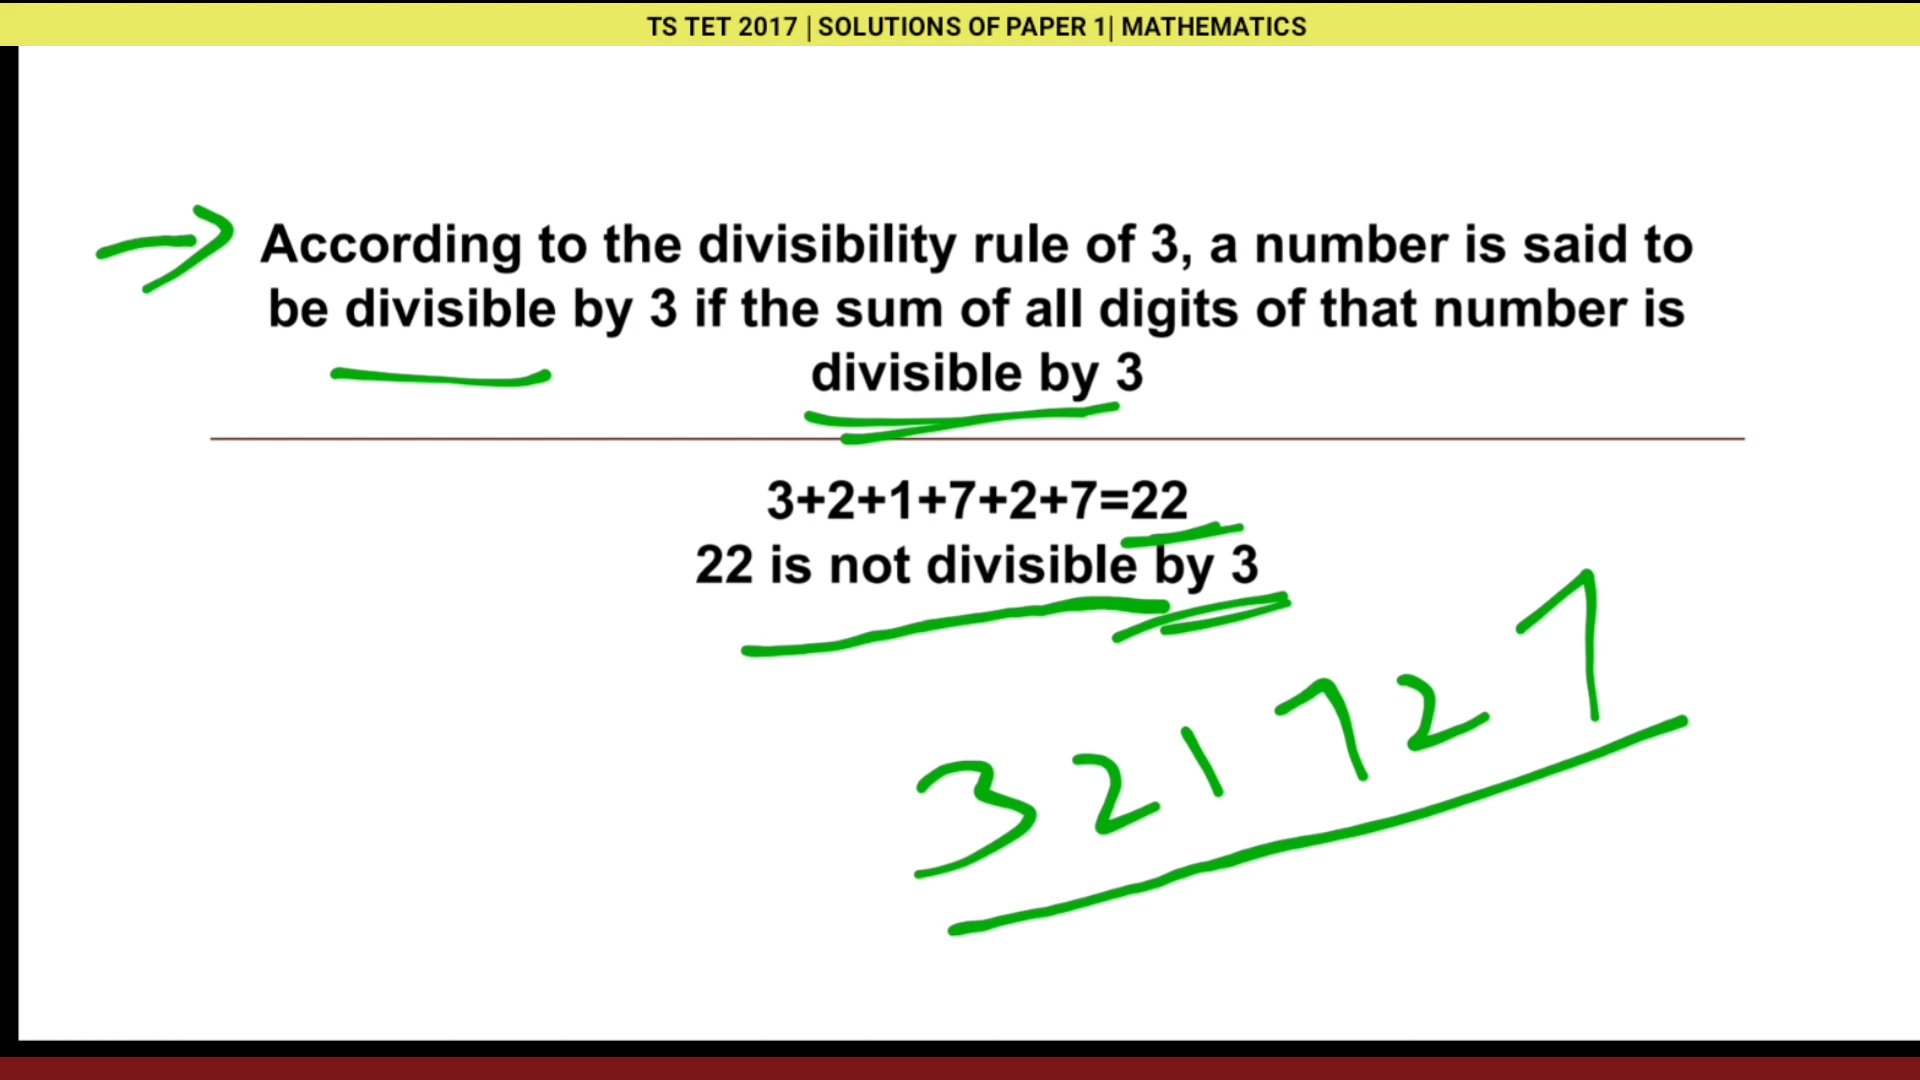 TS TET 2017 | SOLUTIONS OF PAPER 1| MATHEMATICS
According to the divisibility rule of 3, a number is said to
be divisible by 3 if the sum of all digits of that number is
divisible by 3
3+2+1+7+2+7=22
22 is not divisible by 3
321727